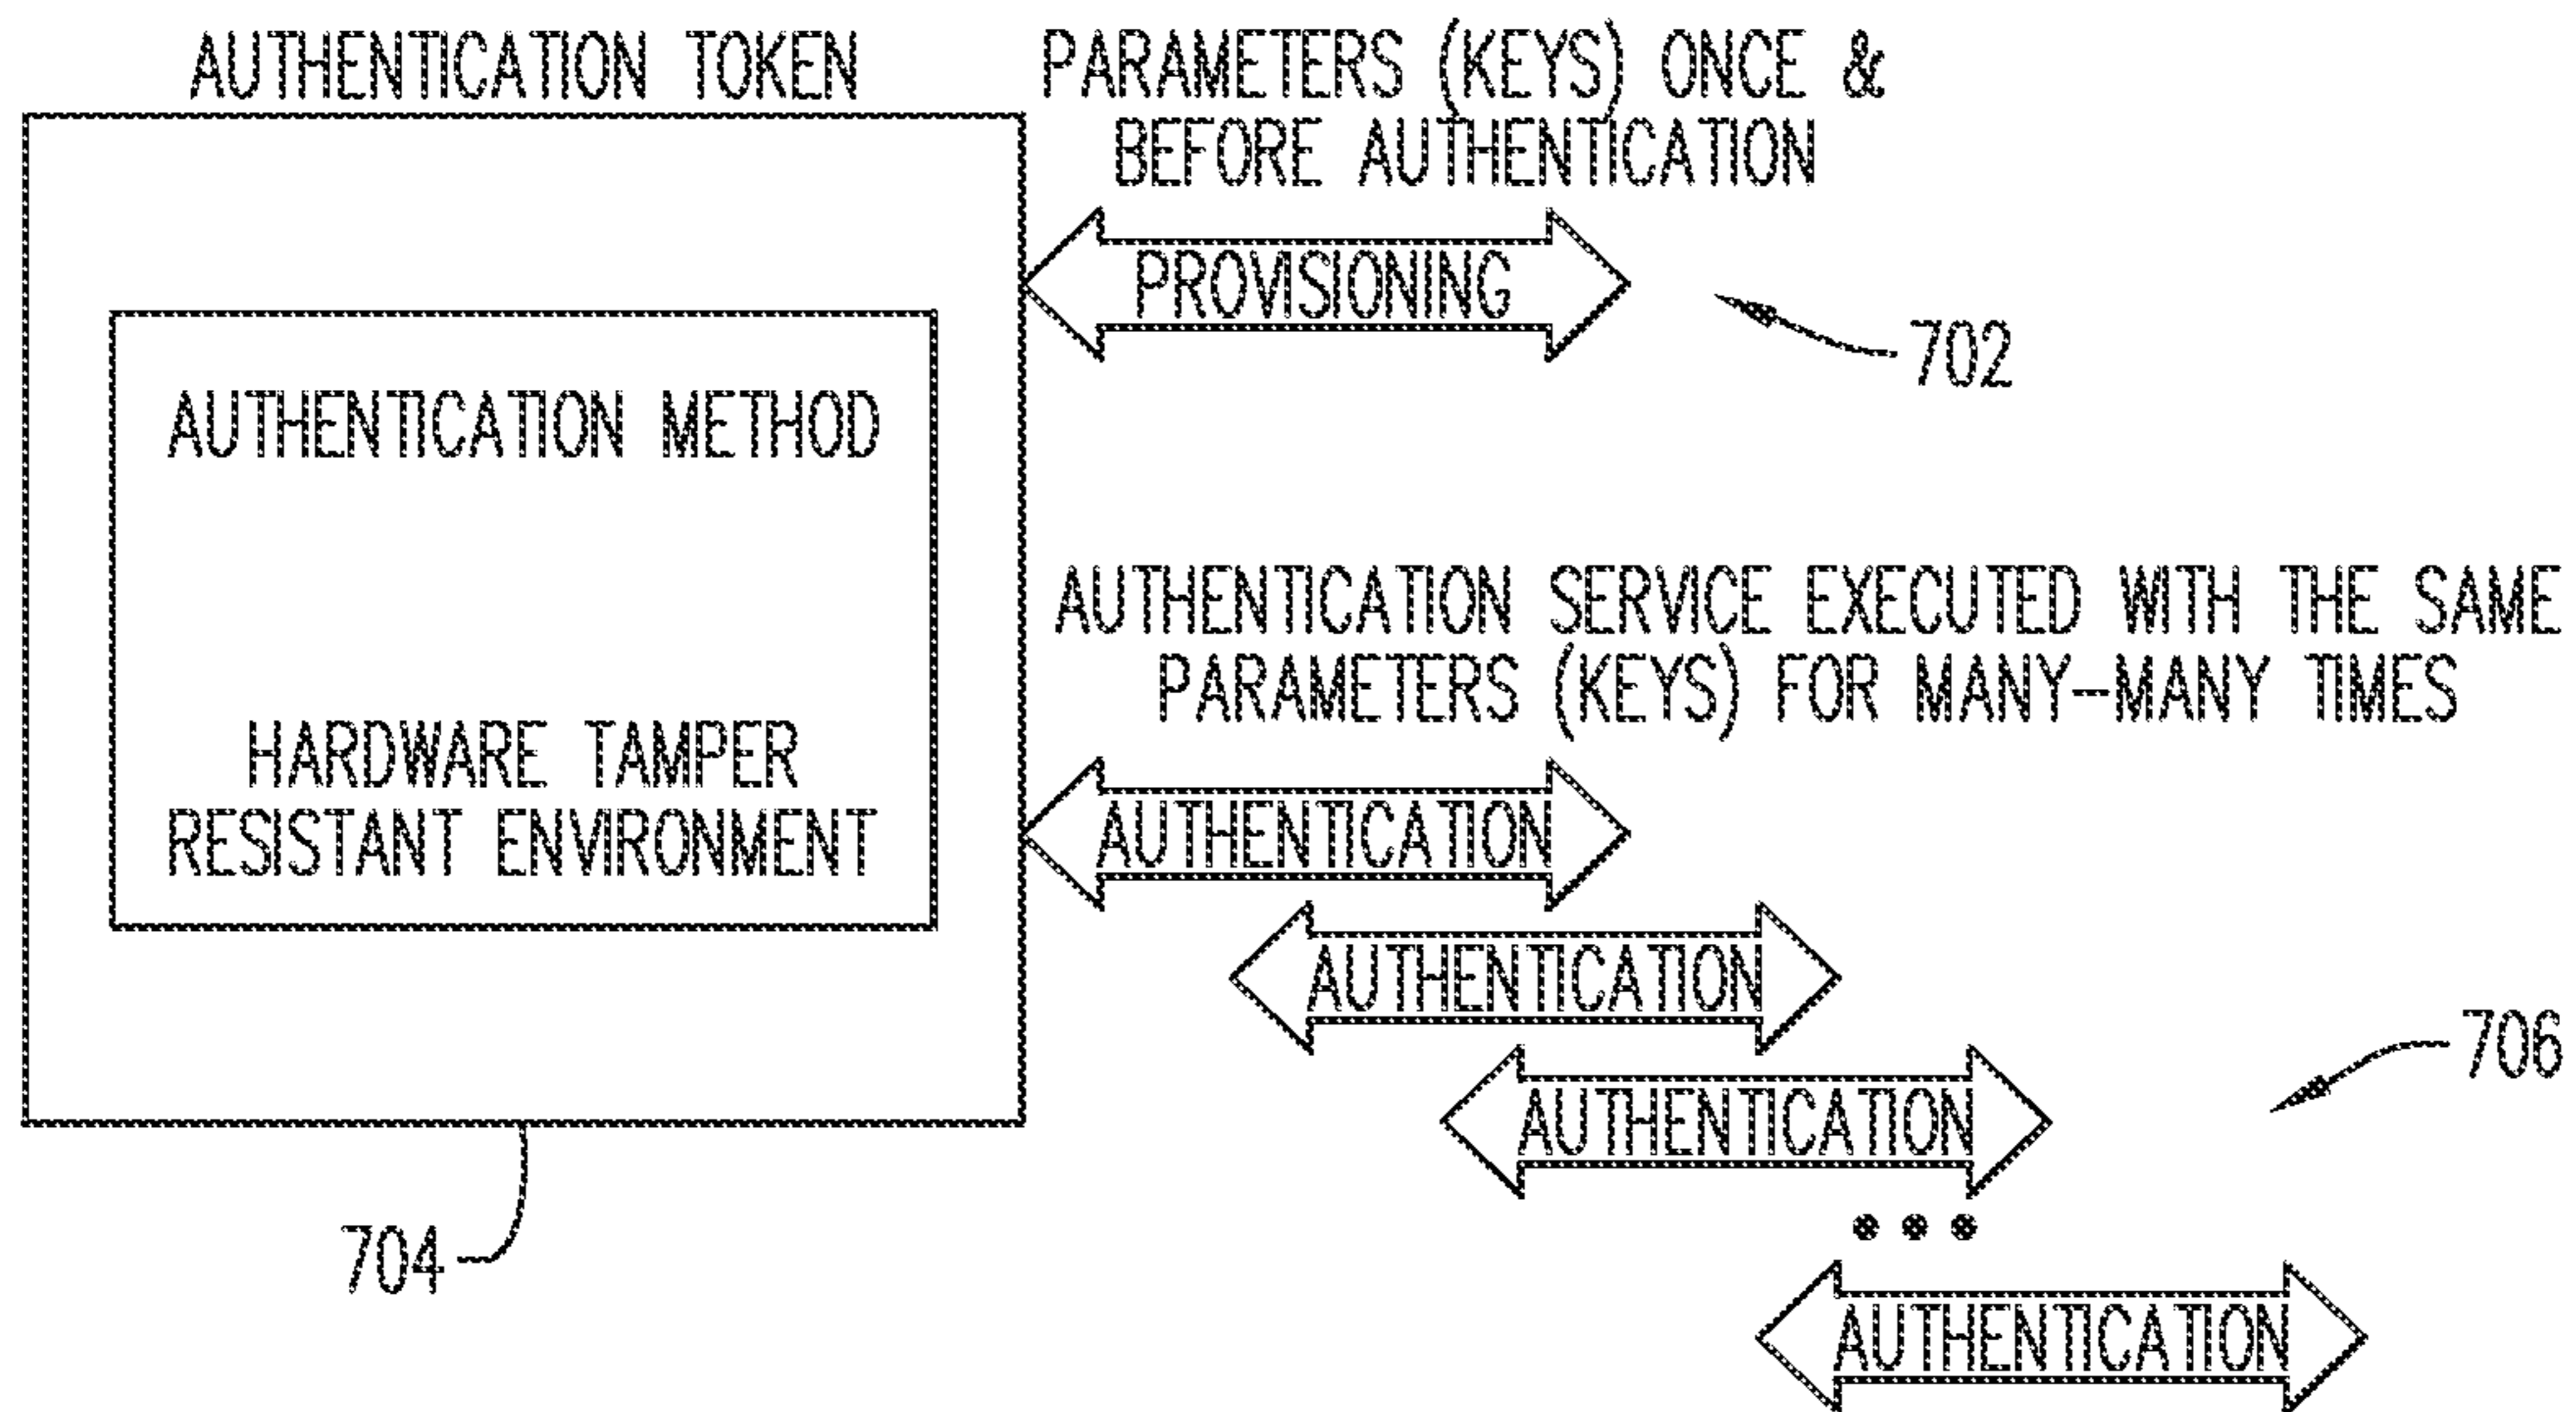 AUTHENTICATION TOKEN
PARAMETERS (KEYS) ONCE &
BEFORE AUTHENTICATION
PROVISIONING
702
AUTHENTICATION METHOD
HARDWARE TAMPER
RESISTANT ENVIRONMENT
AUTHENTICATION SERVICE EXECUTED WITH THE SAME
PARAMETERS (KEYS) FOR MANY-MANY TIMES
AUTHENTICATION
AUTHENTICATION
AUTHENTICATION
706
704
•••
AUTHENTICATION